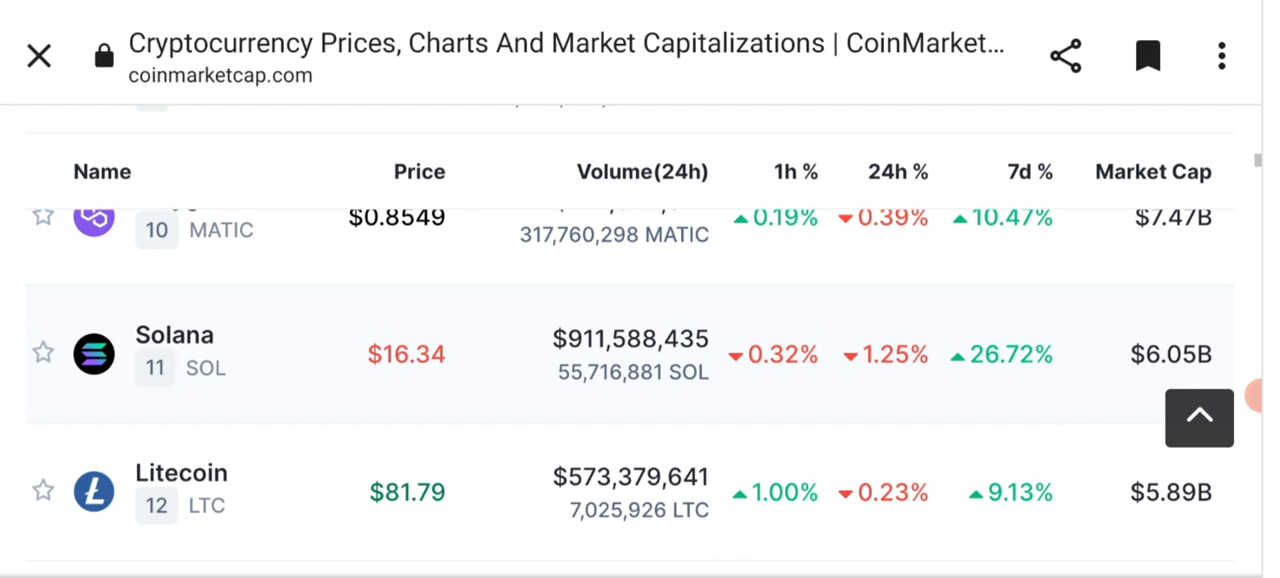 Cryptocurrency Prices, Charts And Market Capitalizations | CoinMarket...
coinmarketcap.com
Name Price Volume(24h) 1h % 24h % 7d % Market Cap
$0.8549 0.19% 0.39% 10.47% $7.47B
10 MATIC 317,760,298 MATIC
Solana $911,588,435
$16.34 0.32% 1.25% 26.72% $6.05B
11 SOL 55,716,881 SOL
Litecoin $573,379,641
$81.79 1.00% 0.23% 9.13% $5.89B
12 LTC 7,025,926 LTC